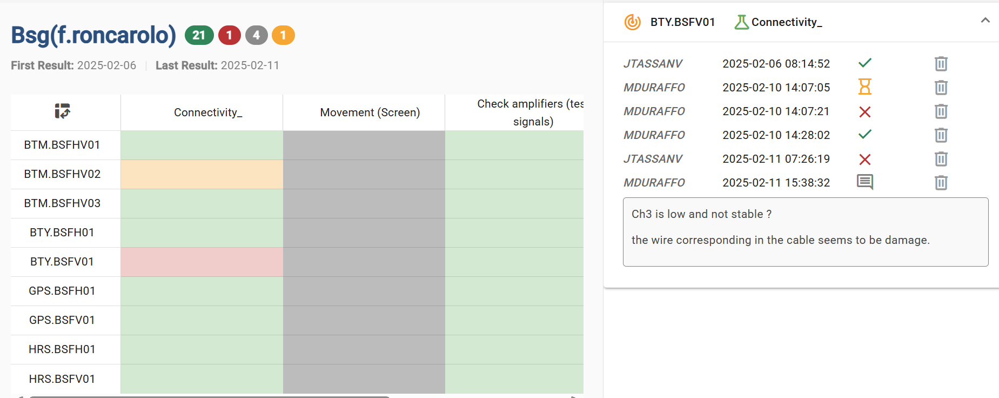 Bsg(f.roncarolo) 21 1 4 1
First Result: 2025-02-06 | Last Result: 2025-02-11
Connectivity_ Movement (Screen) Check amplifiers (tes
signals)
BTM.BSFHV01
BTM.BSFHV02
BTM.BSFHV03
BTY.BSFH01
BTY.BSFV01
GPS.BSFH01
GPS.BSFV01
HRS.BSFH01
HRS.BSFV01
BTY.BSFV01 Connectivity_
JTASSANV 2025-02-06 08:14:52
MDURAFFO 2025-02-10 14:07:05
MDURAFFO 2025-02-10 14:07:21
MDURAFFO 2025-02-10 14:28:02
JTASSANV 2025-02-11 07:26:19
MDURAFFO 2025-02-11 15:38:32
Ch3 is low and not stable ?
the wire corresponding in the cable seems to be damage.